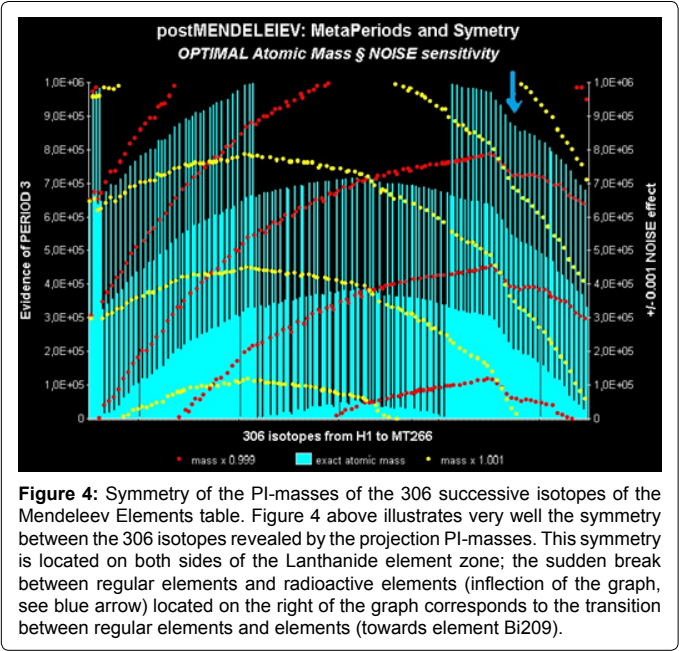 postMENDELEIEV: MetaPeriods and Symetry
OPTIMAL Atomic Mass § NOISE sensitivity
1,0E+06
9,0E+05
8,0E+05
7,0E+05
6,0E+05
5,0E+05
4,0E+05
3,0E+05
2,0E+05
1,0E+05
0
Evidence of PERIOD 3
1,0E+06
9,0E+05
8,0E+05
7,0E+05
6,0E+05
5,0E+05
4,0E+05
3,0E+05
2,0E+05
1,0E+05
0
+/-0.001 NOISE effect
306 isotopes from H1 to MT266
mass x 0.999 exact atomic mass mass x 1.001
Figure 4: Symmetry of the PI-masses of the 306 successive isotopes of the
Mendeleev Elements table. Figure 4 above illustrates very well the symmetry
between the 306 isotopes revealed by the projection PI-masses. This symmetry
is located on both sides of the Lanthanide element zone; the sudden break
between regular elements and radioactive elements (inflection of the graph,
see blue arrow) located on the right of the graph corresponds to the transition
between regular elements and elements (towards element Bi209).